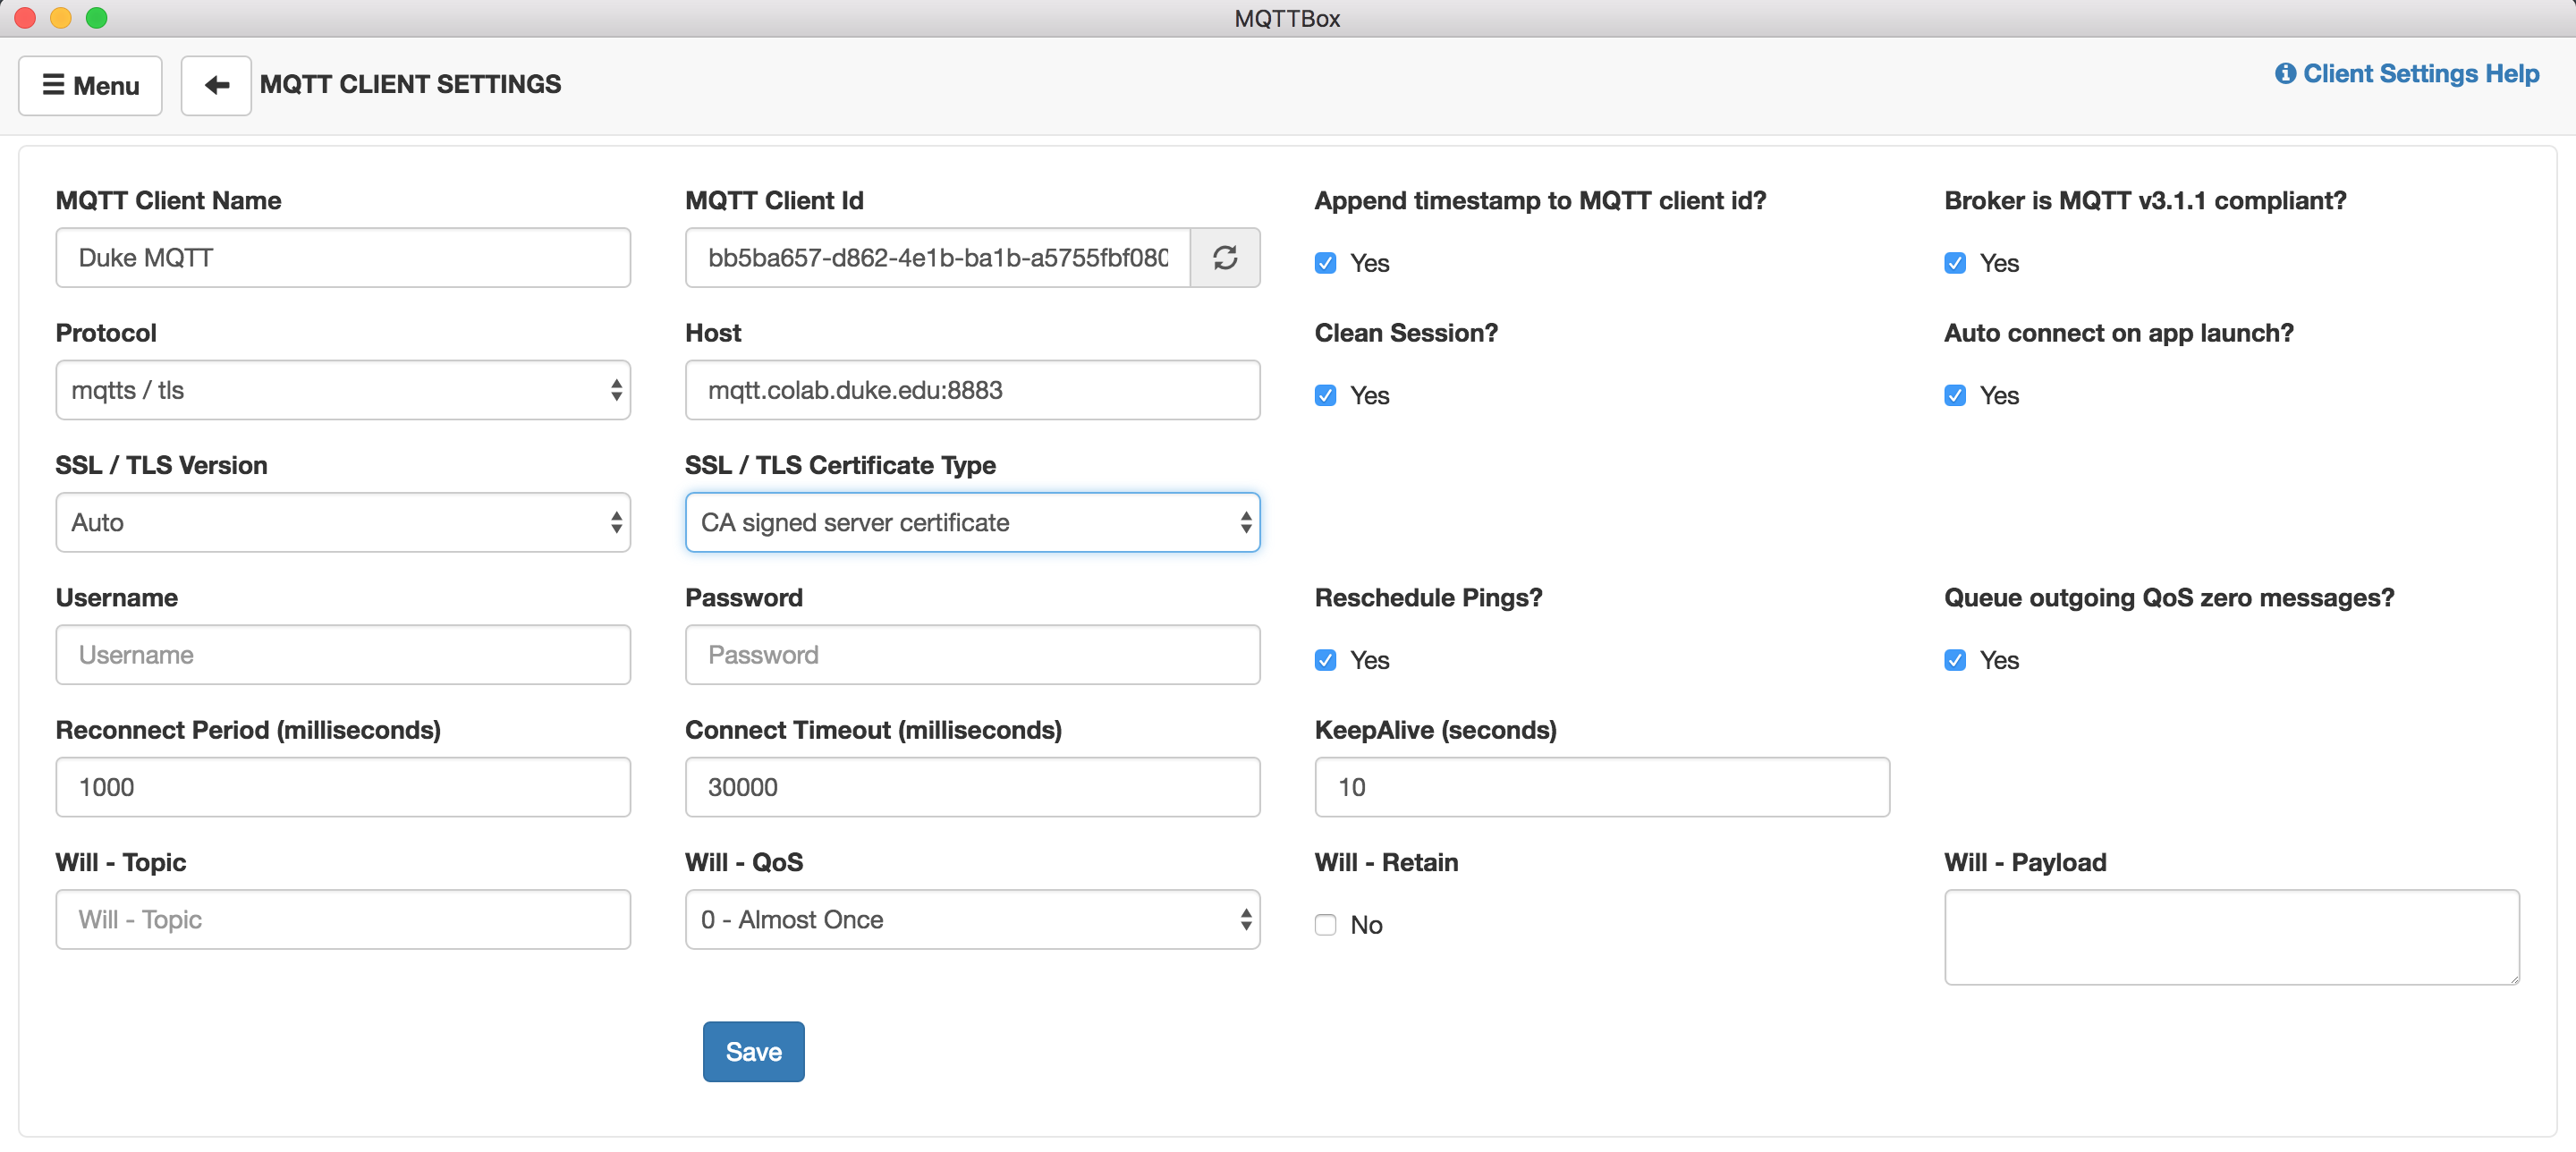 MQTTBox
Menu
MQTT CLIENT SETTINGS
Client Settings Help
MQTT Client Name
MQTT Client Id
Append timestamp to MQTT client id?
Broker is MQTT v3.1.1 compliant?
Duke MQTT
bb5ba657-d862-4e1b-ba1b-a5755fbf080
Yes
Yes
Protocol
Host
Clean Session?
Auto connect on app launch?
mqtts / tls
mqtt.colab.duke.edu:8883
Yes
Yes
SSL / TLS Version
SSL / TLS Certificate Type
Auto
CA signed server certificate
Username
Password
Reschedule Pings?
Queue outgoing QoS zero messages?
Username
Password
Yes
Yes
Reconnect Period (milliseconds)
Connect Timeout (milliseconds)
KeepAlive (seconds)
1000
30000
10
Will - Topic
Will - QoS
Will - Retain
Will - Payload
Will - Topic
0 - Almost Once
No
Save